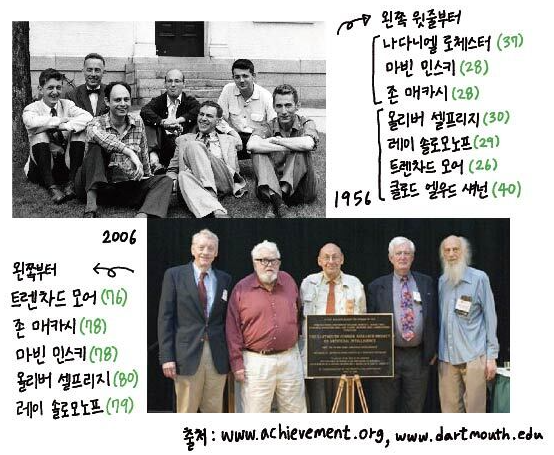 왼쪽 윗줄부터
나다니엘 로체스터 (37)
마빈 민스키 (28)
존 매카시 (28)
올리버 셀프리지 (30)
레이 솔로모노프 (29)
트렌차드 모어 (26)
클로드 엘우드 섀넌 (40)
1956
2006
왼쪽부터
트렌차드 모어 (76)
존 매카시 (78)
마빈 민스키 (78)
올리버 셀프리지 (80)
레이 솔로모노프 (79)
ARTIFICIAL INTELLIGENCE
출처 : www.achievement.org, www.dartmouth.edu